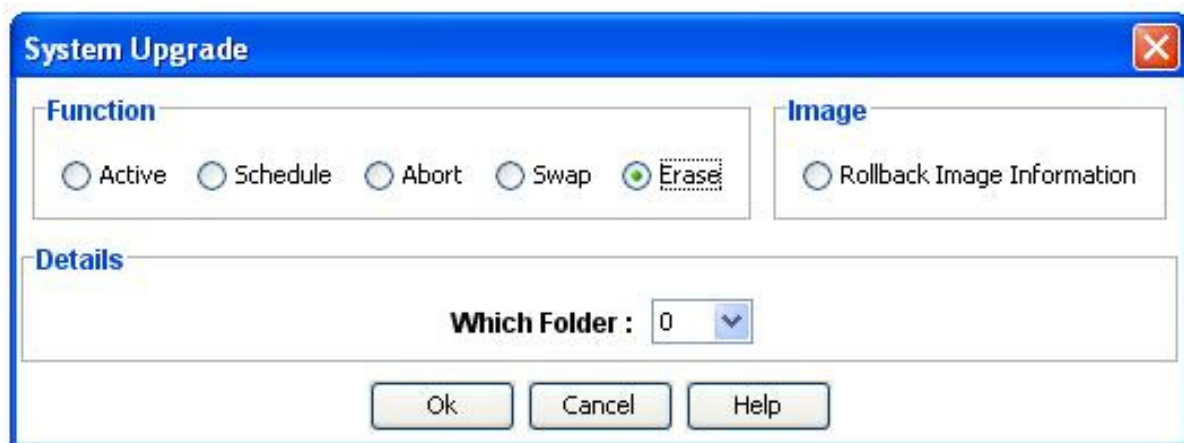 System Upgrade
Function
Image
Active Schedule Abort Swap Erase
Rollback Image Information
Details
Which Folder : 0
Ok Cancel Help